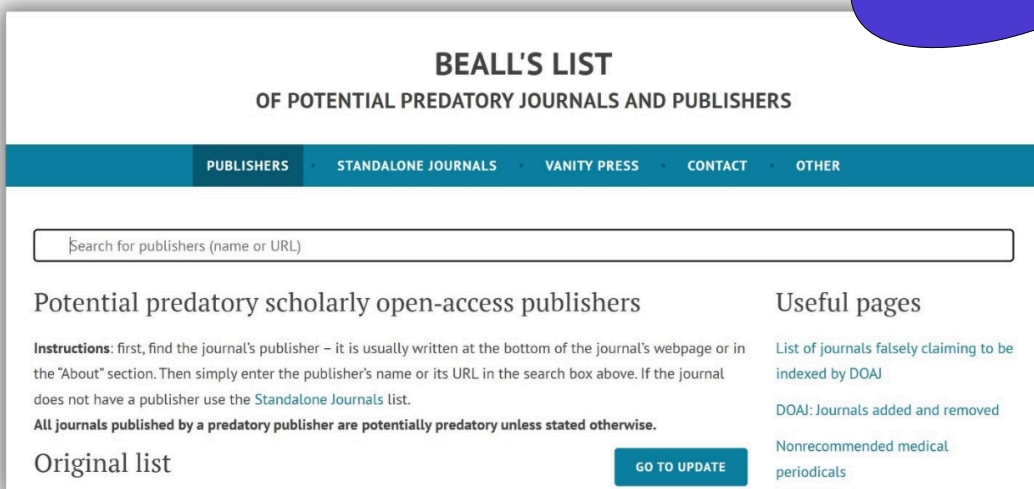 BEALL'S LIST
OF POTENTIAL PREDATORY JOURNALS AND PUBLISHERS
PUBLISHERS
STANDALONE JOURNALS
VANITY PRESS
CONTACT
OTHER
Search for publishers (name or URL)
Potential predatory scholarly open-access publishers
Instructions: first, find the journal's publisher – it is usually written at the bottom of the journal's webpage or in
the “About” section. Then simply enter the publisher's name or its URL in the search box above. If the journal
does not have a publisher use the Standalone Journals list.
All journals published by a predatory publisher are potentially predatory unless stated otherwise.
Original list
GO TO UPDATE
Useful pages
List of journals falsely claiming to be
indexed by DOAJ
DOAJ: Journals added and removed
Nonrecommended medical
periodicals